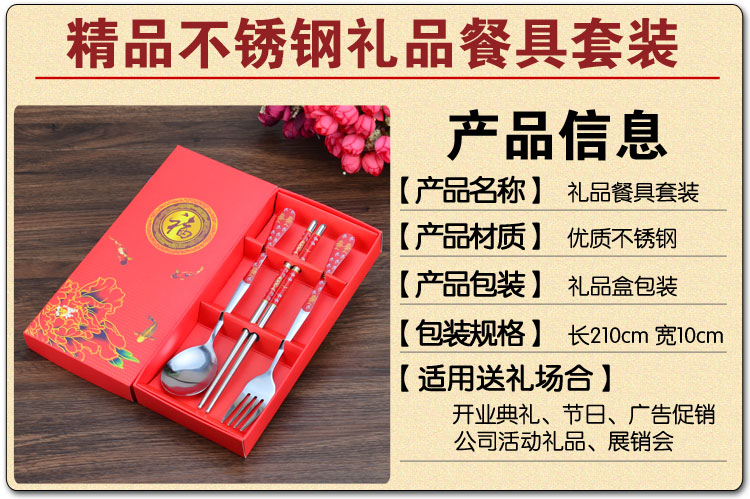 精品不锈钢礼品餐具套装
福
产品信息
【产品名称】 礼品餐具套装
【产品材质】 优质不锈钢
【产品包装】 礼品盒包装
【包装规格】 长210cm 宽10cm
【适用送礼场合】
开业典礼、节日、广告促销
公司活动礼品、展销会